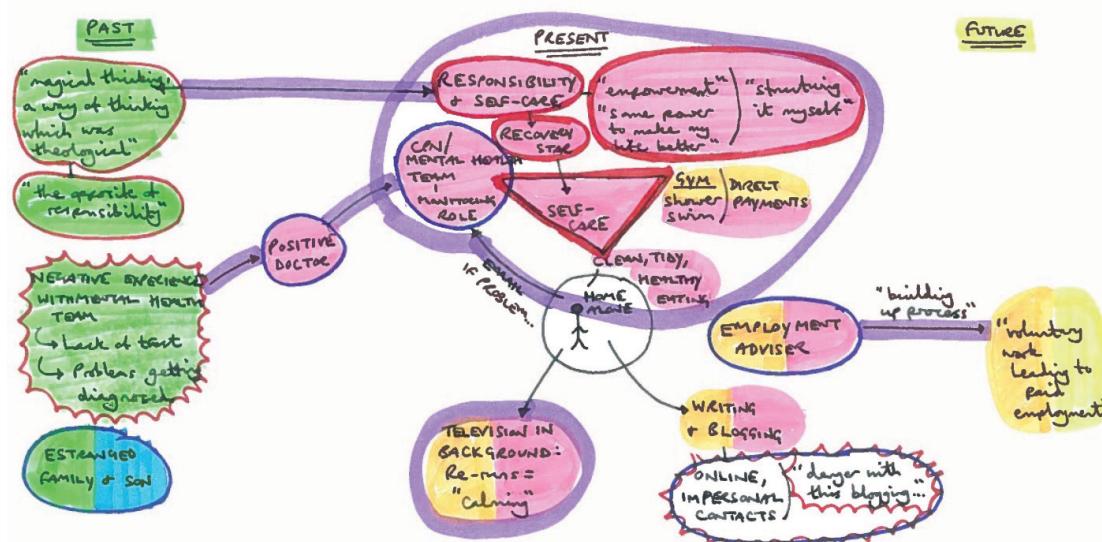 PAST
"magical thinking,
a way of thinking
which was
theological"
"the opposite of
responsibility"
NEGATIVE EXPERIENCE
WITH MENTAL HEALTH
TEAM
Lack of trust
Problems getting
diagnosed
ESTRANGED
FAMILY & SON
POSITIVE
DOCTOR
PRESENT
RESPONSIBILITY
& SELF-CARE
"empowerment"
"some power
to make my
life better"
"structuring
it myself"
RECOVERY
STAR
CPN/
MENTAL HEALTH
TEAM
MONITORING
ROLE
SELF-
CARE
GYM
shower
swim
DIRECT
PAYMENTS
CLEAN, TIDY,
HEALTHY
EATING
EMAIL
IF PROBLEM...
HOME
ALONE
TELEVISION IN
BACKGROUND:
Re-runs =
"calming"
WRITING
& BLOGGING
ONLINE,
IMPERSONAL
CONTACTS
"danger with
this blogging..."
EMPLOYMENT
ADVISER
"building
up process"
FUTURE
"voluntary
work
leading to
paid
employment"